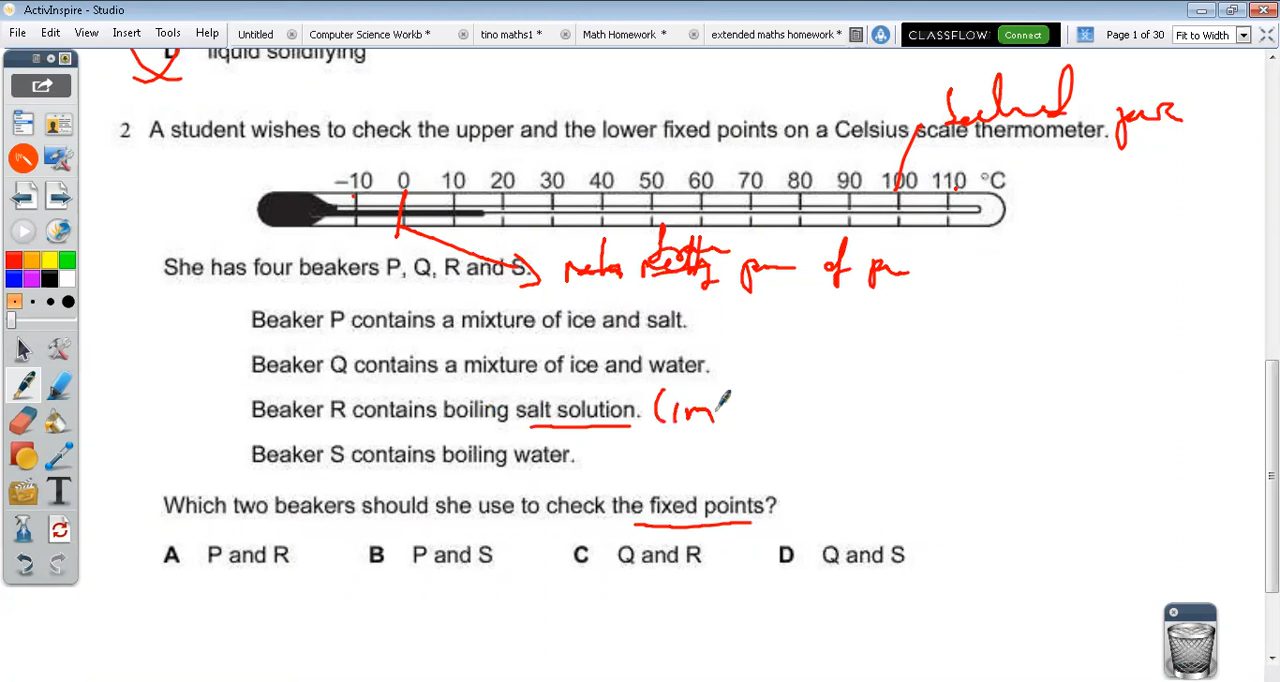 ActivInspire - Studio
File Edit View Insert Tools Help Untitled Computer Science Workb * tino maths1 * Math Homework * extended maths homework * CLASSFLOW Connect Page 1 of 30 Fit to Width
liquid solidifying
2 A student wishes to check the upper and the lower fixed points on a Celsius scale thermometer.
–10 0 10 20 30 40 50 60 70 80 90 100 110 °C
She has four beakers P, Q, R and S.
of
Beaker P contains a mixture of ice and salt.
Beaker Q contains a mixture of ice and water.
Beaker R contains boiling salt solution. (im
Beaker S contains boiling water.
Which two beakers should she use to check the fixed points?
A P and R B P and S C Q and R D Q and S